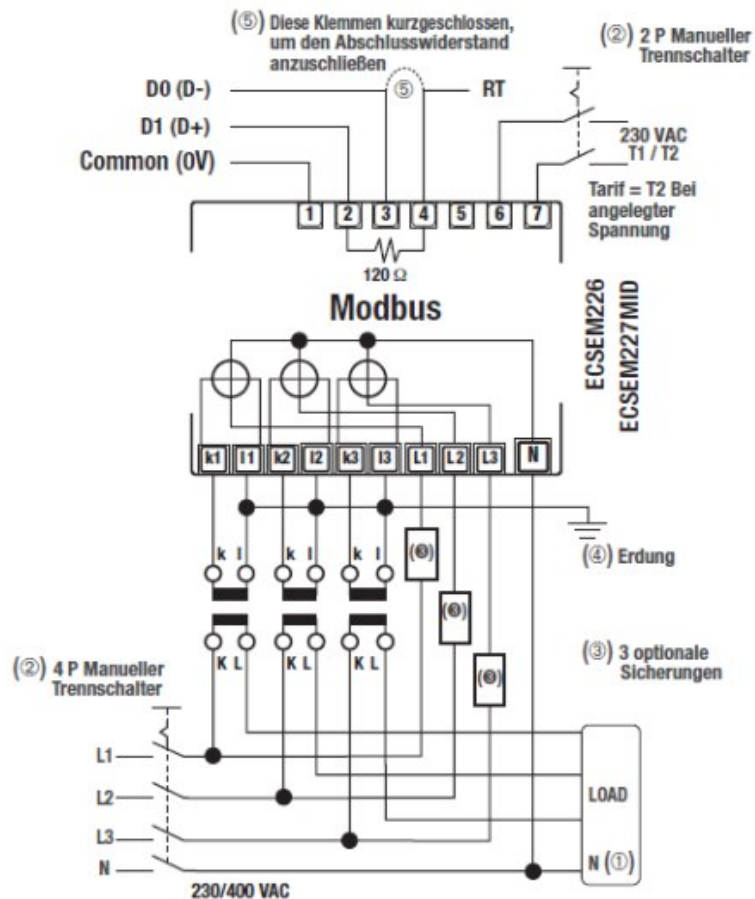 (⑤) Diese Klemmen kurzgeschlossen,
um den Abschlusswiderstand
anzuschließen
(②) 2 P Manueller
Trennschalter
D0 (D-)
⑤
RT
D1 (D+)
Common (0V)
230 VAC
T1 / T2
Tarif = T2 Bei
angelegter
Spannung
1 2 3 4 5 6 7
120 Ω
Modbus
ECSEM226
ECSEM227MID
k1 l1 k2 l2 k3 l3 L1 L2 L3 N
k l k l k l
(❸)
(④) Erdung
(❸)
(③) 3 optionale
Sicherungen
K L K L K L
(❸)
(②) 4 P Manueller
Trennschalter
L1
L2
LOAD
L3
N
N (①)
230/400 VAC